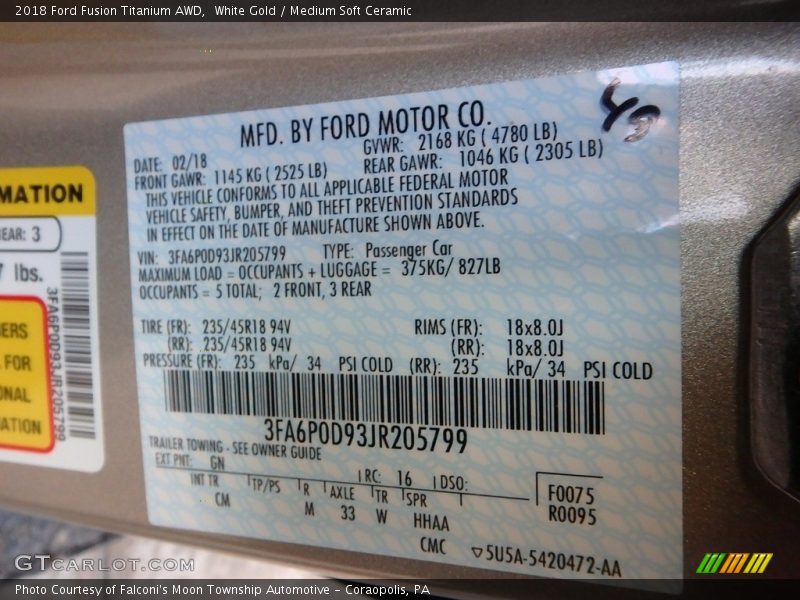 2018 Ford Fusion Titanium AWD, White Gold / Medium Soft Ceramic
MATION
EAR: 3
7 lbs.
ERS
FOR
ONAL
ATION
3FA6P0D93JR205799
MFD. BY FORD MOTOR CO.
DATE: 02/18 GVWR: 2168 KG ( 4780 LB)
FRONT GAWR: 1145 KG ( 2525 LB) REAR GAWR: 1046 KG ( 2305 LB)
THIS VEHICLE CONFORMS TO ALL APPLICABLE FEDERAL MOTOR
VEHICLE SAFETY, BUMPER, AND THEFT PREVENTION STANDARDS
IN EFFECT ON THE DATE OF MANUFACTURE SHOWN ABOVE.
VIN: 3FA6P0D93JR205799 TYPE: Passenger Car
MAXIMUM LOAD = OCCUPANTS + LUGGAGE = 375KG/ 827LB
OCCUPANTS = 5 TOTAL; 2 FRONT, 3 REAR
TIRE (FR): 235/45R18 94V RIMS (FR): 18x8.0J
(RR): 235/45R18 94V (RR): 18x8.0J
PRESSURE (FR): 235 kPa/ 34 PSI COLD (RR): 235 kPa/ 34 PSI COLD
3FA6P0D93JR205799
TRAILER TOWING - SEE OWNER GUIDE
EXT PNT: GN RC: 16 DSO:
INT TR TP/PS R AXLE TR SPR
CM M 33 W HHAA
CMC
F0075
R0095
▽5U5A-5420472-AA
GTCarLot.com
Photo Courtesy of Falconi's Moon Township Automotive – Coraopolis, PA